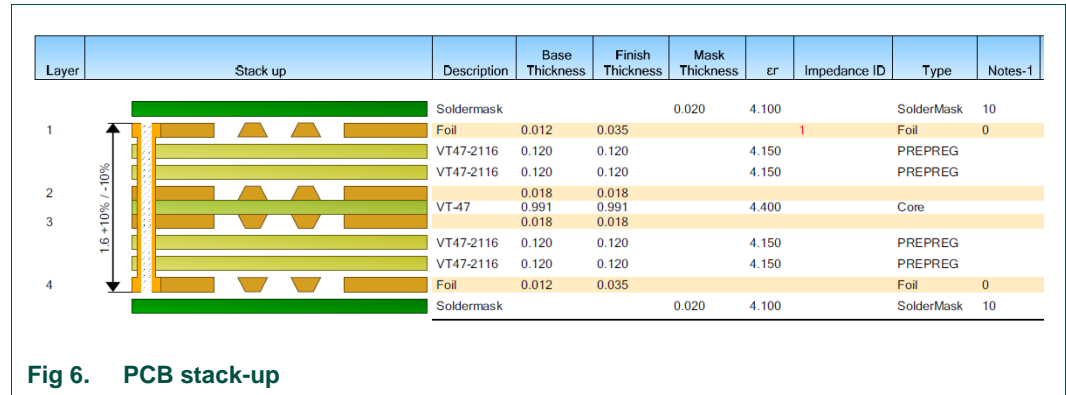 Layer Stack up Description Base Thickness Finish Thickness Mask Thickness εr Impedance ID Type Notes-1
Soldermask 0.020 4.100 SolderMask 10
1 Foil 0.012 0.035 1 Foil 0
VT47-2116 0.120 0.120 4.150 PREPREG
VT47-2116 0.120 0.120 4.150 PREPREG
2 0.018 0.018
VT-47 0.991 0.991 4.400 Core
3 0.018 0.018
VT47-2116 0.120 0.120 4.150 PREPREG
VT47-2116 0.120 0.120 4.150 PREPREG
4 Foil 0.012 0.035 Foil 0
Soldermask 0.020 4.100 SolderMask 10
1.6 +10% / -10%
Fig 6. PCB stack-up